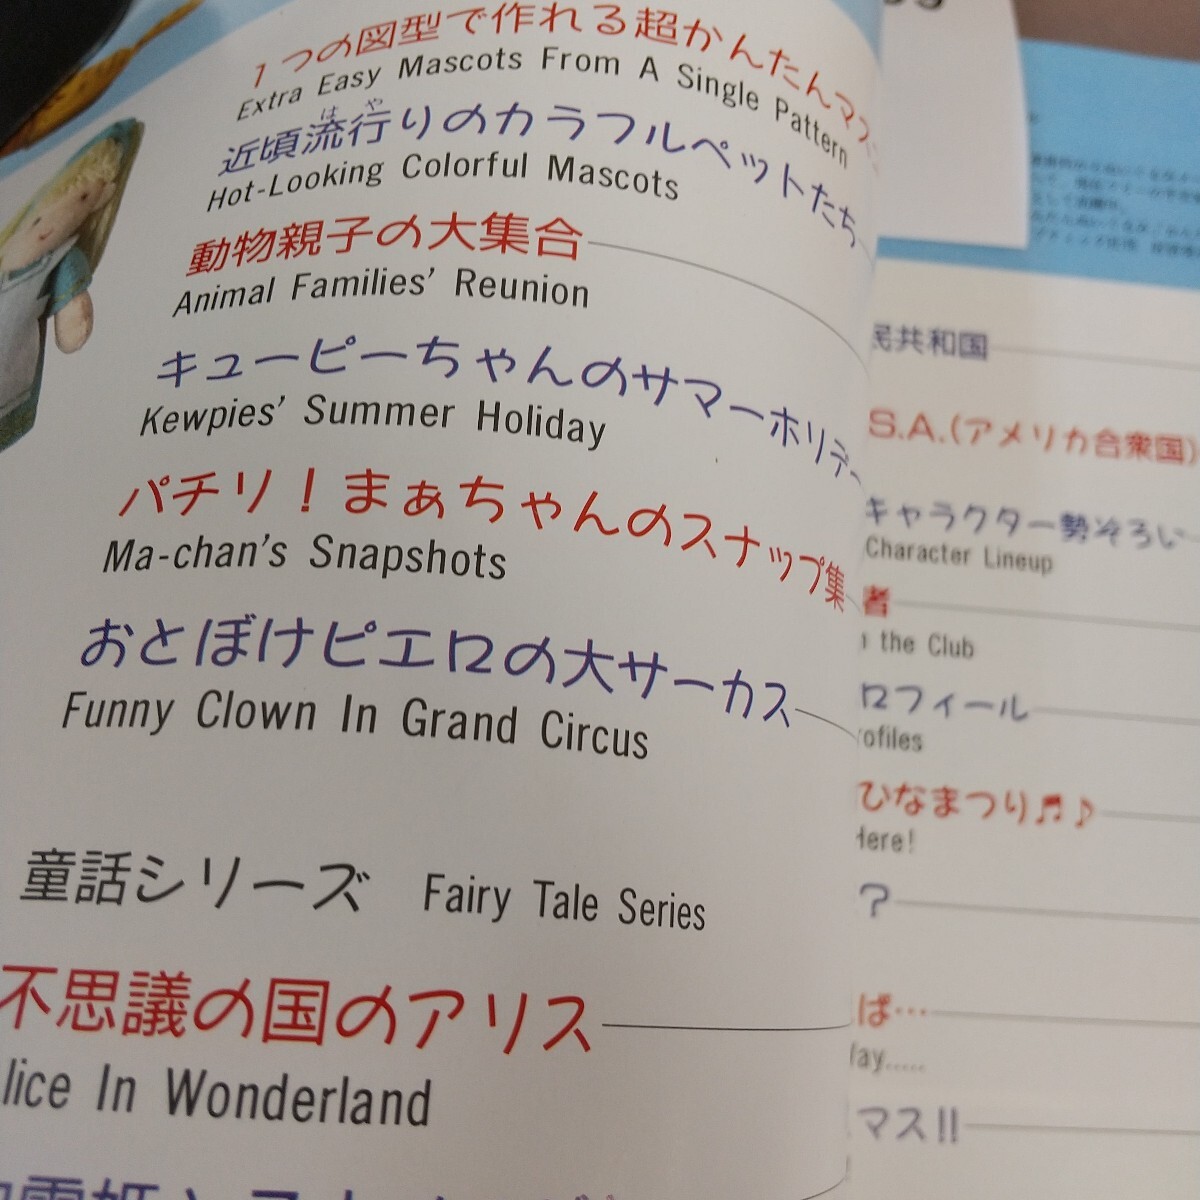 1つの図型で作れる超かんたんマス
Extra Easy Mascots From A Single Pattern
はや
近頃流行りのカラフルペットたち
Hot-Looking Colorful Mascots
動物親子の大集合
Animal Families' Reunion
キューピーちゃんのサマーホリデー
Kewpies' Summer Holiday
パチリ!まぁちゃんのスナップ集
Ma-chan's Snapshots
おとぼけピエロの大サーカス
Funny Clown In Grand Circus
童話シリーズ Fairy Tale Series
不思議の国のアリス
lice In Wonderland
民共和国
S.A.(アメリカ合衆国)
キャラクター勢ぞろい
Character Lineup
者
the Club
ロフィール
ofiles
ひなまつり♬♪
Here!
?
ば…
ay.....
マス!!